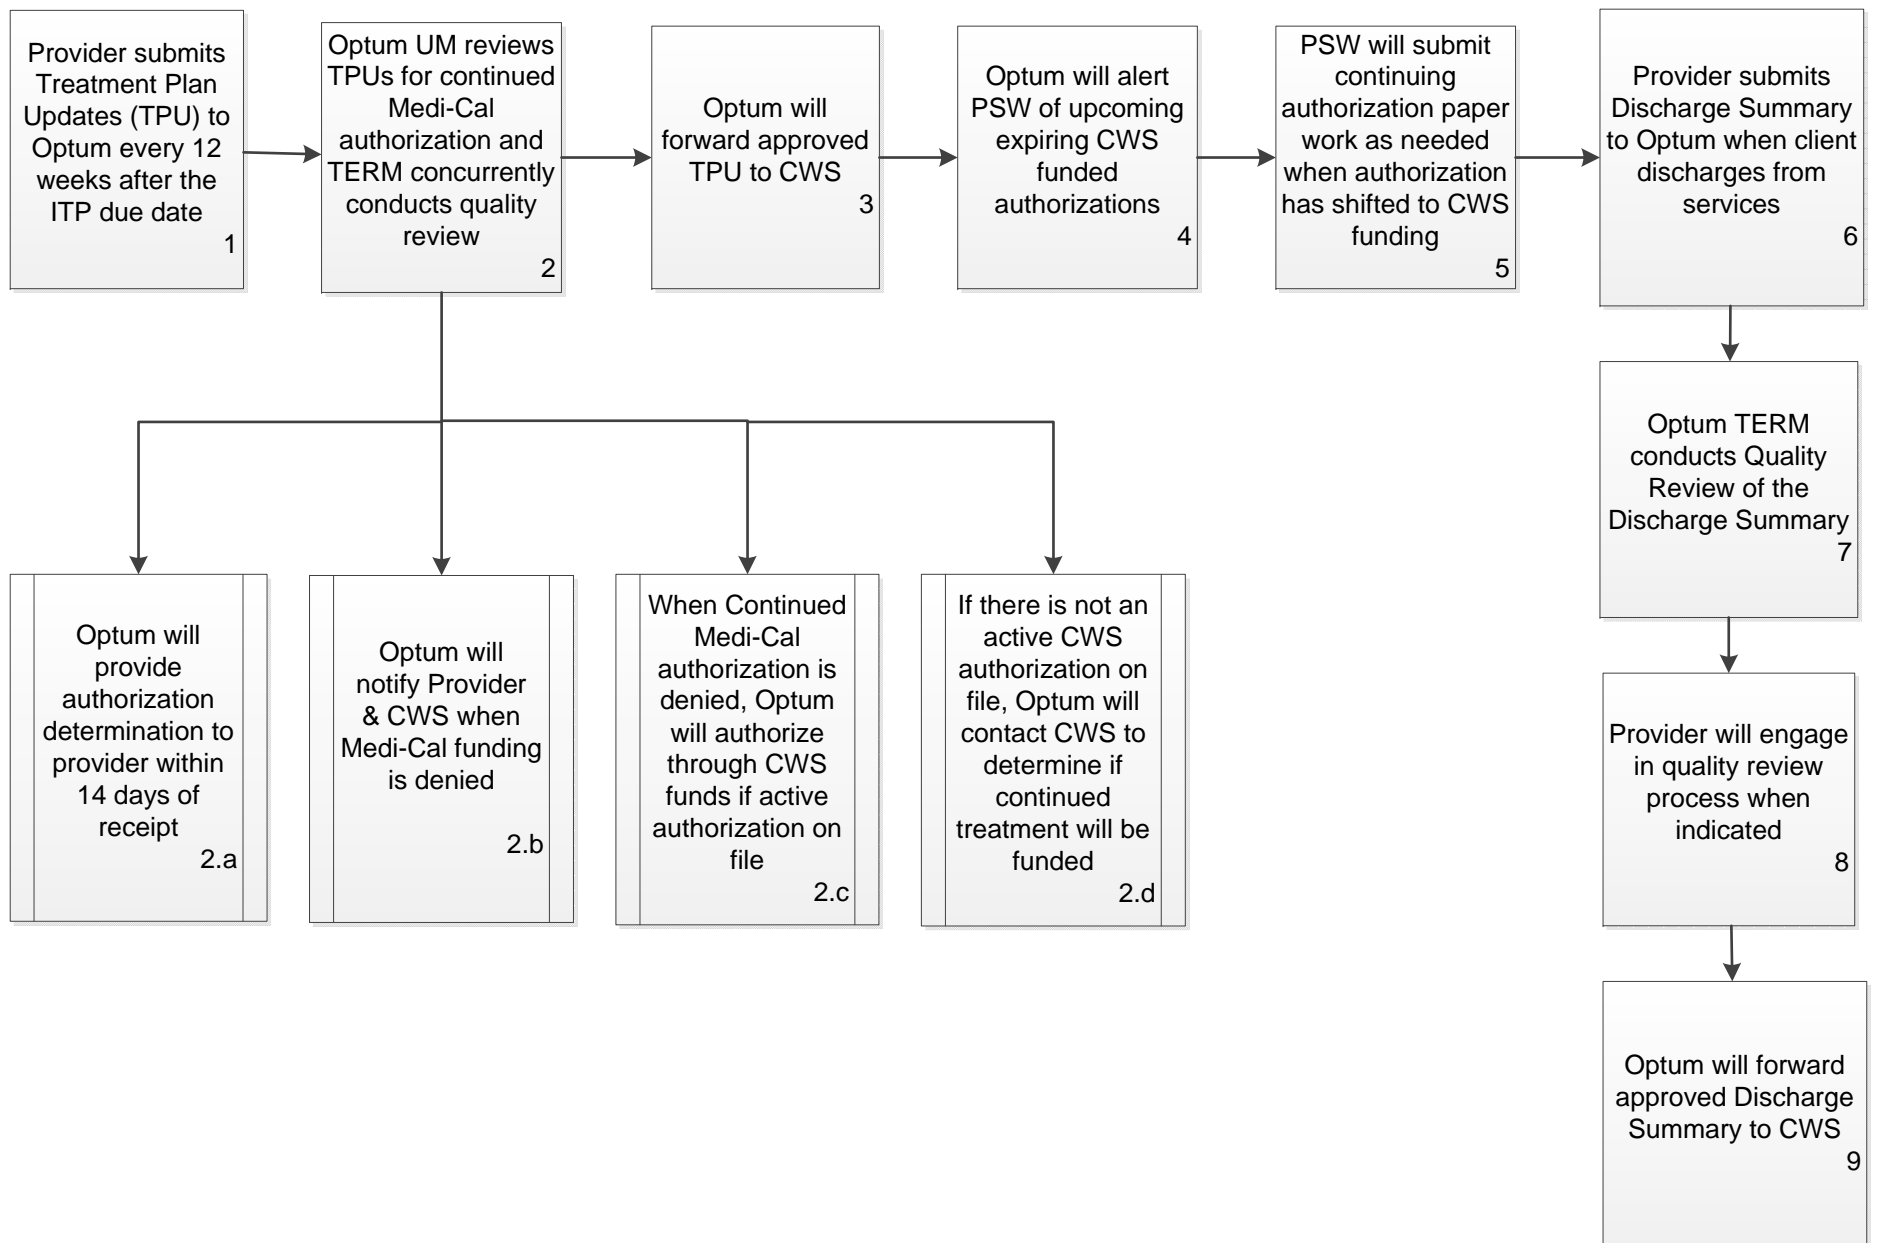 Provider submits
Treatment Plan
Updates (TPU) to
Optum every 12
weeks after the
ITP due date
1
Optum UM reviews
TPUs for continued
Medi-Cal
authorization and
TERM concurrently
conducts quality
review
2
Optum will
forward approved
TPU to CWS
3
Optum will alert
PSW of upcoming
expiring CWS
funded
authorizations
4
PSW will submit
continuing
authorization paper
work as needed
when authorization
has shifted to CWS
funding
5
Provider submits
Discharge Summary
to Optum when client
discharges from
services
6
Optum will
provide
authorization
determination to
provider within
14 days of
receipt
2.a
Optum will
notify Provider
& CWS when
Medi-Cal funding
is denied
2.b
When Continued
Medi-Cal
authorization is
denied, Optum
will authorize
through CWS
funds if active
authorization on
file
2.c
If there is not an
active CWS
authorization on
file, Optum will
contact CWS to
determine if
continued
treatment will be
funded
2.d
Optum TERM
conducts Quality
Review of the
Discharge Summary
7
Provider will engage
in quality review
process when
indicated
8
Optum will forward
approved Discharge
Summary to CWS
9